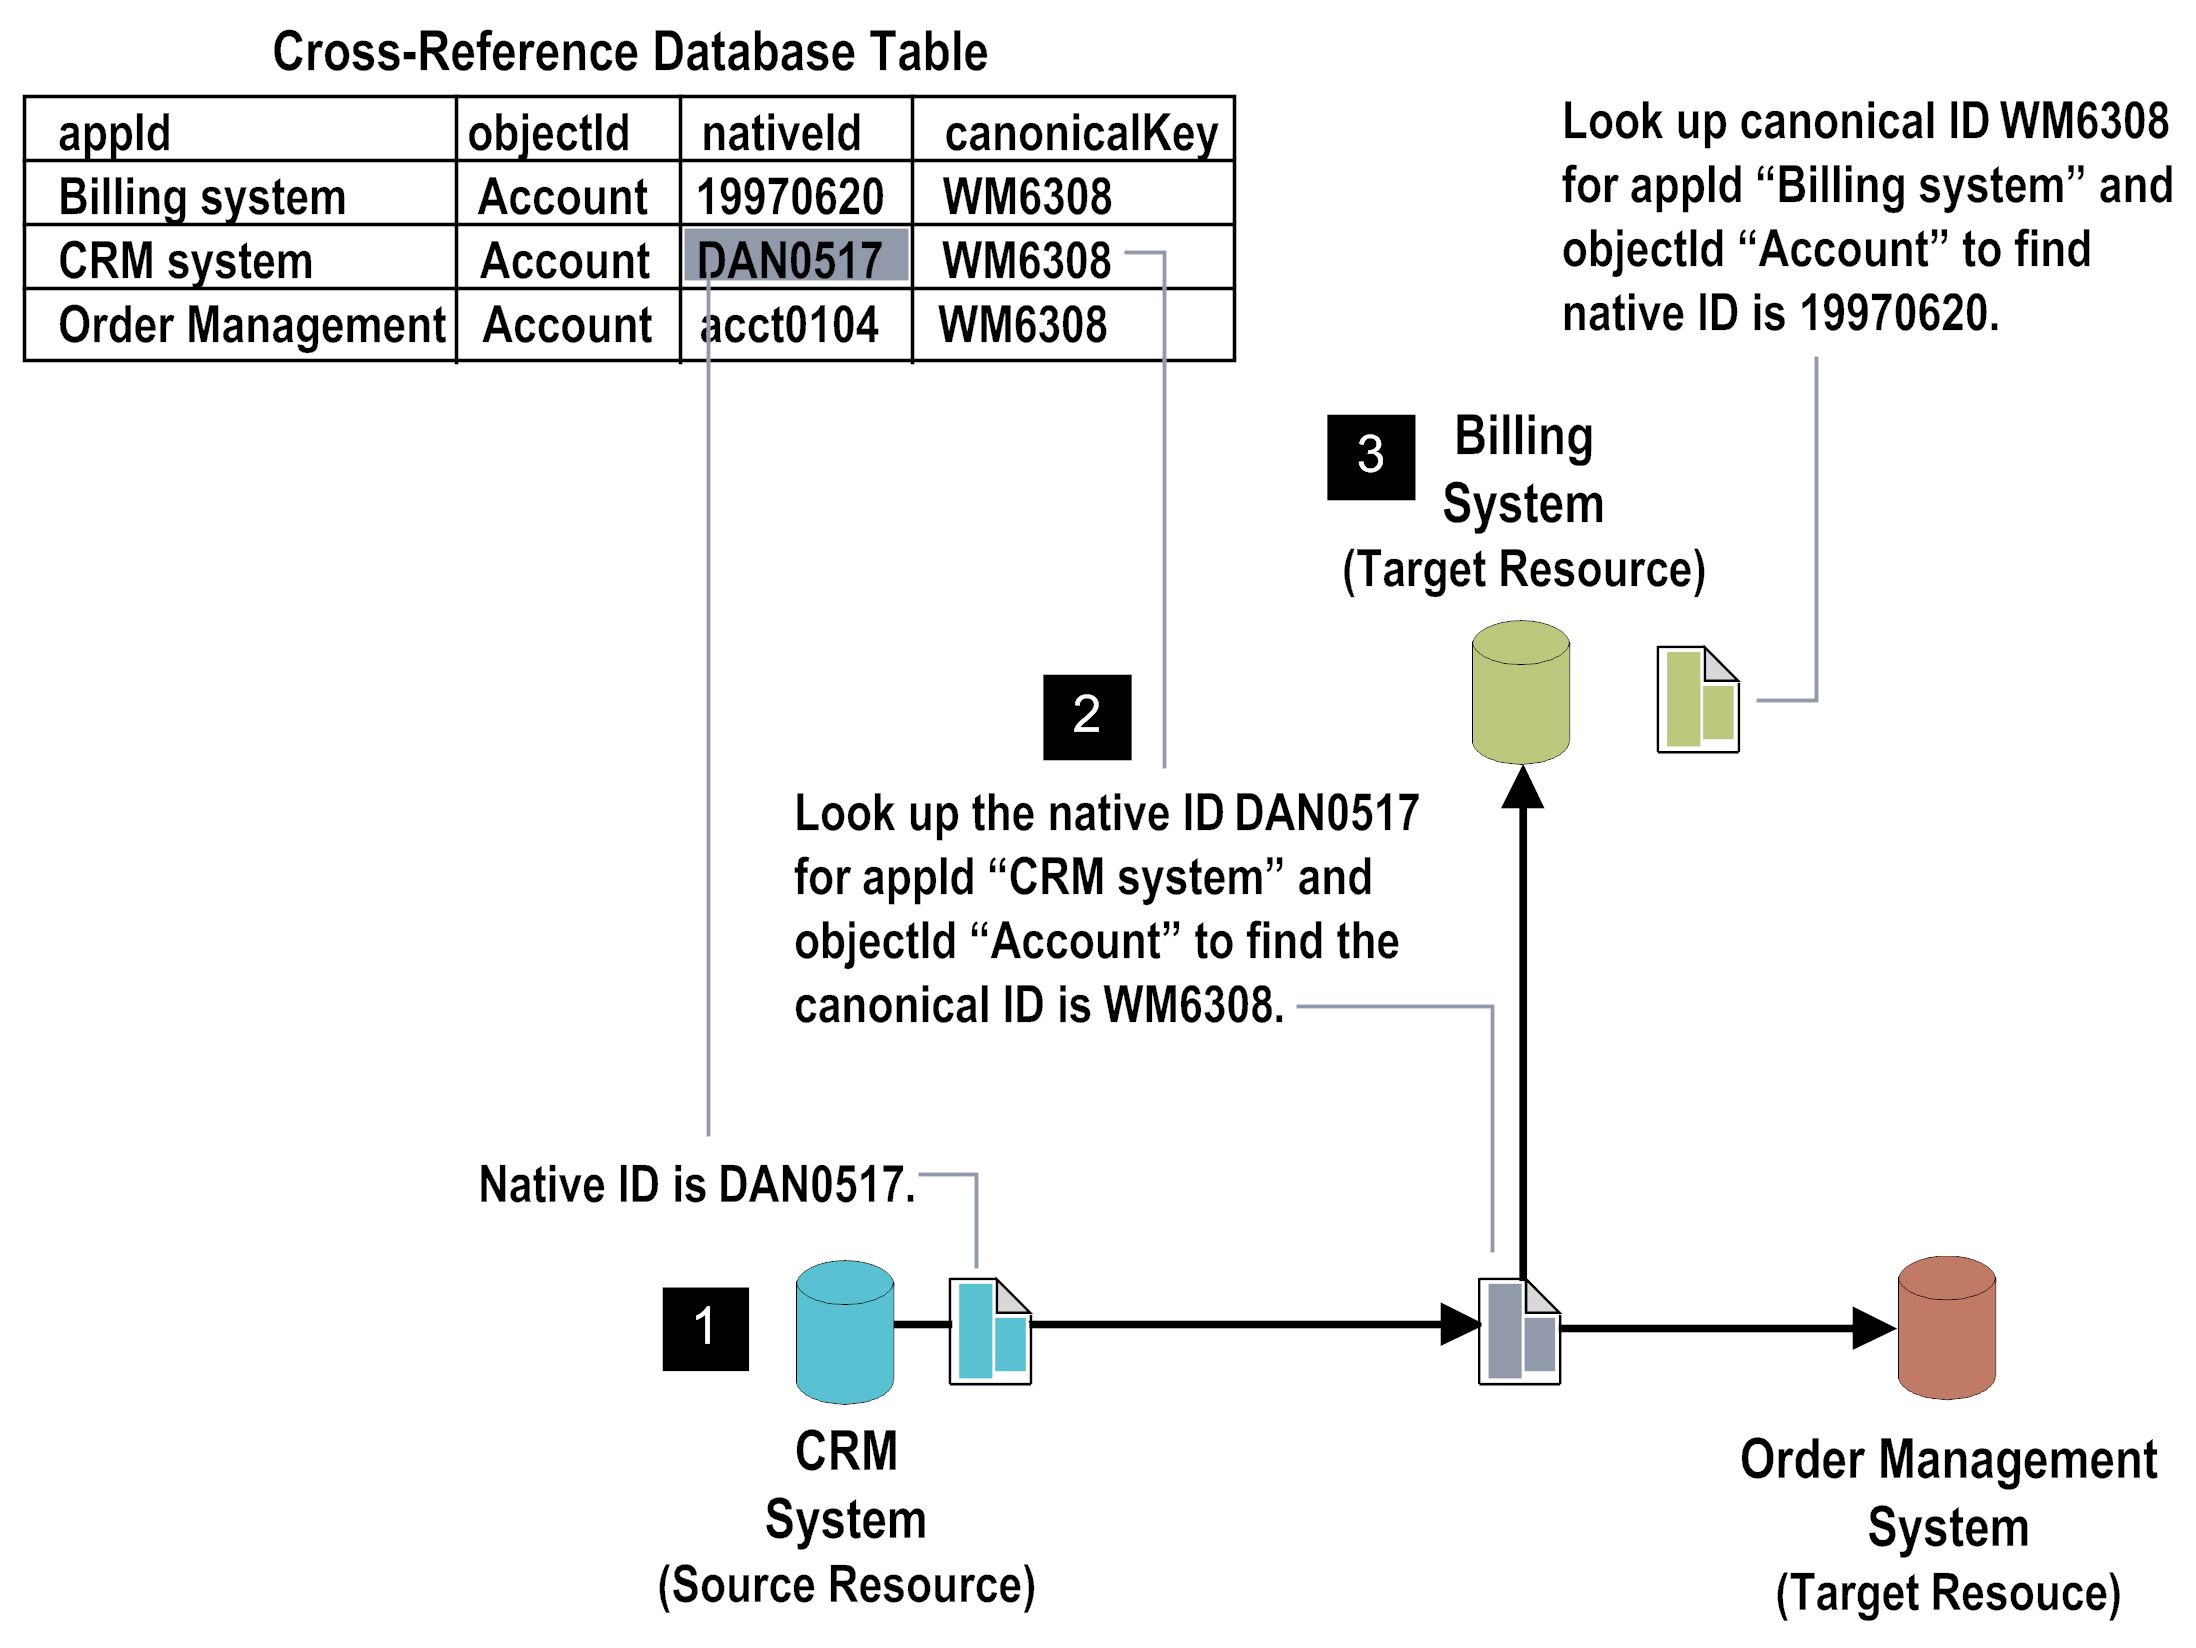 Cross-Reference Database Table
appId objectId nativeId canonicalKey
Billing system Account 19970620 WM6308
CRM system Account DAN0517 WM6308
Order Management Account acct0104 WM6308
Look up canonical ID WM6308
for appId “Billing system” and
objectId “Account” to find
native ID is 19970620.
3
Billing
System
(Target Resource)
2
Look up the native ID DAN0517
for appId “CRM system” and
objectId “Account” to find the
canonical ID is WM6308.
Native ID is DAN0517.
1
CRM
System
(Source Resource)
Order Management
System
(Target Resouce)